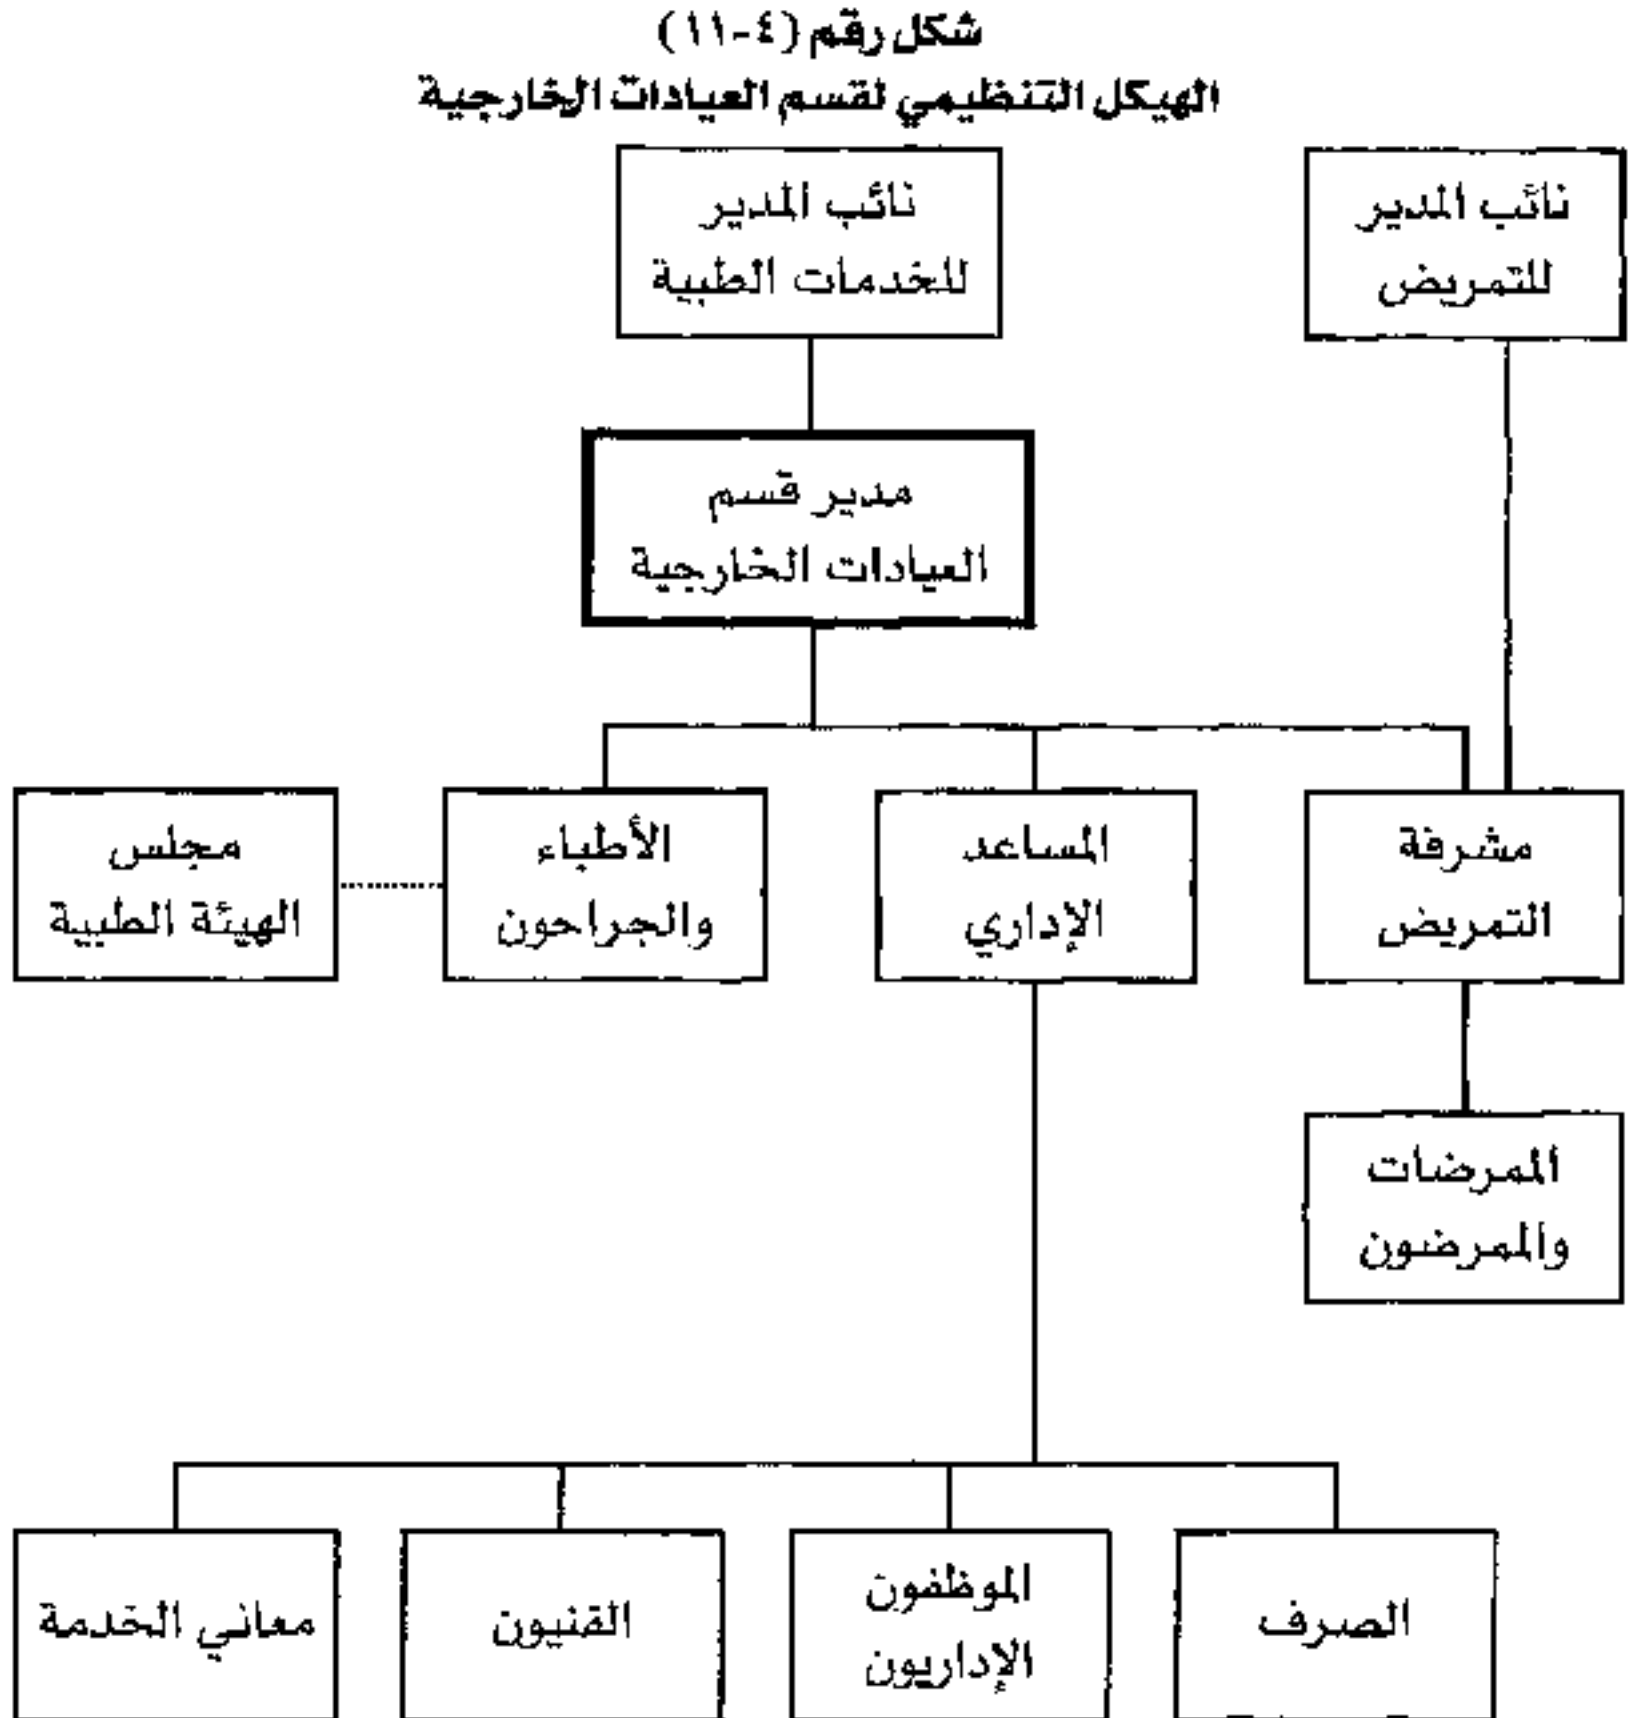 شكل رقم (٤-١١)
الهيكل التنظيمي لقسم العيادات الخارجية
نائب المدير
للتمريض
نائب المدير
للخدمات الطبية
مدير قسم
العيادات الخارجية
مشرفة
التمريض
المساعد
الإداري
الأطباء
والجراحون
مجلس
الهيئة الطبية
الممرضات
والممرضون
الصرف
الموظفون
الإداريون
الفنيون
معاني الخدمة